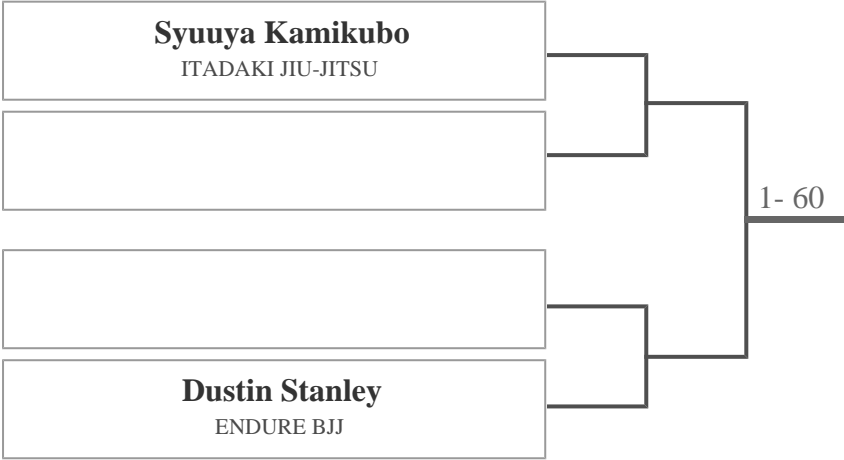 Syuuya Kamikubo
ITADAKI JIU-JITSU
1- 60
Dustin Stanley
ENDURE BJJ